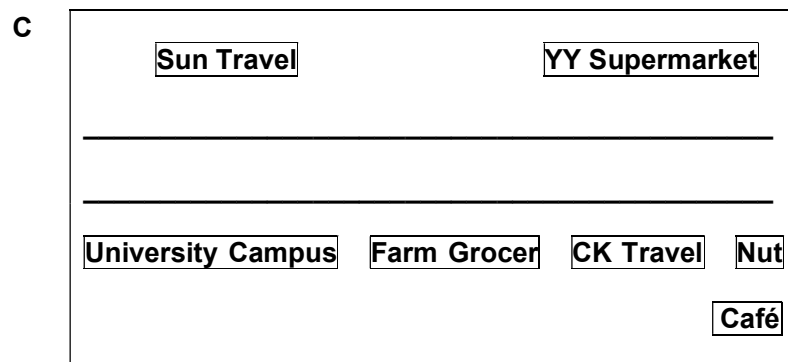 C
Sun Travel YY Supermarket
University Campus Farm Grocer CK Travel Nut
Café